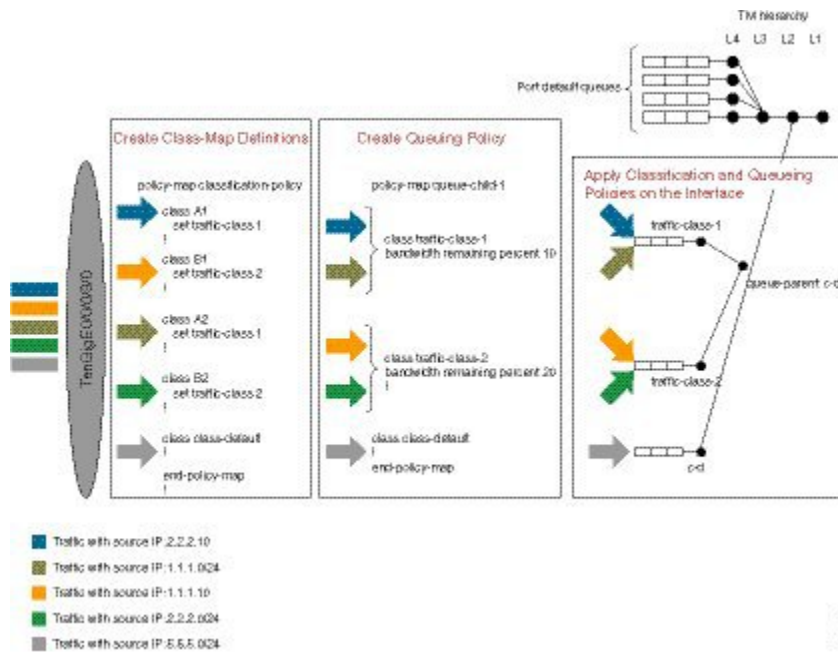 TM hierarchy
L4 L3 L2 L1
Port default queues
Create Class-Map Definitions
policy-map classification-policy
class A1
set traffic-class-1
!
class B1
set traffic-class-2
!
class A2
set traffic-class-1
!
class B2
set traffic-class-2
!
class class-default
!
end-policy-map
!
Create Queuing Policy
policy-map queue-child-1
class traffic-class-1
bandwidth remaining percent 10
class traffic-class-2
bandwidth remaining percent 20
!
class class-default
!
end-policy-map
Apply Classification and Queueing
Policies on the Interface
traffic-class-1
queue-parent c-d
traffic-class-2
c-d
TenGigE0/0/0/3/0
Traffic with source IP:2.2.2.10
Traffic with source IP:1.1.1.0/24
Traffic with source IP:1.1.1.10
Traffic with source IP:2.2.2.0/24
Traffic with source IP:5.5.5.0/24